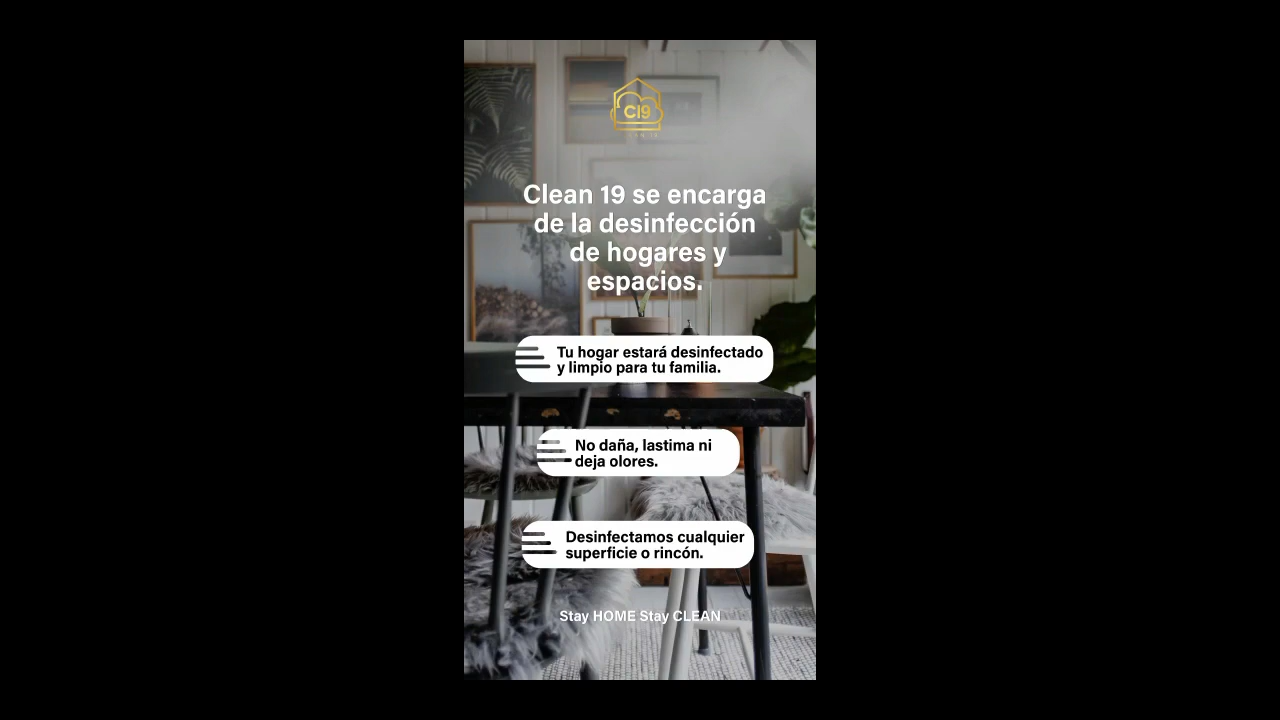 CI9
Clean 19 se encarga
de la desinfección
de hogares y
espacios.
Tu hogar estará desinfectado
y limpio para tu familia.
No daña, lastima ni
deja olores.
Desinfectamos cualquier
superficie o rincón.
Stay HOME Stay CLEAN